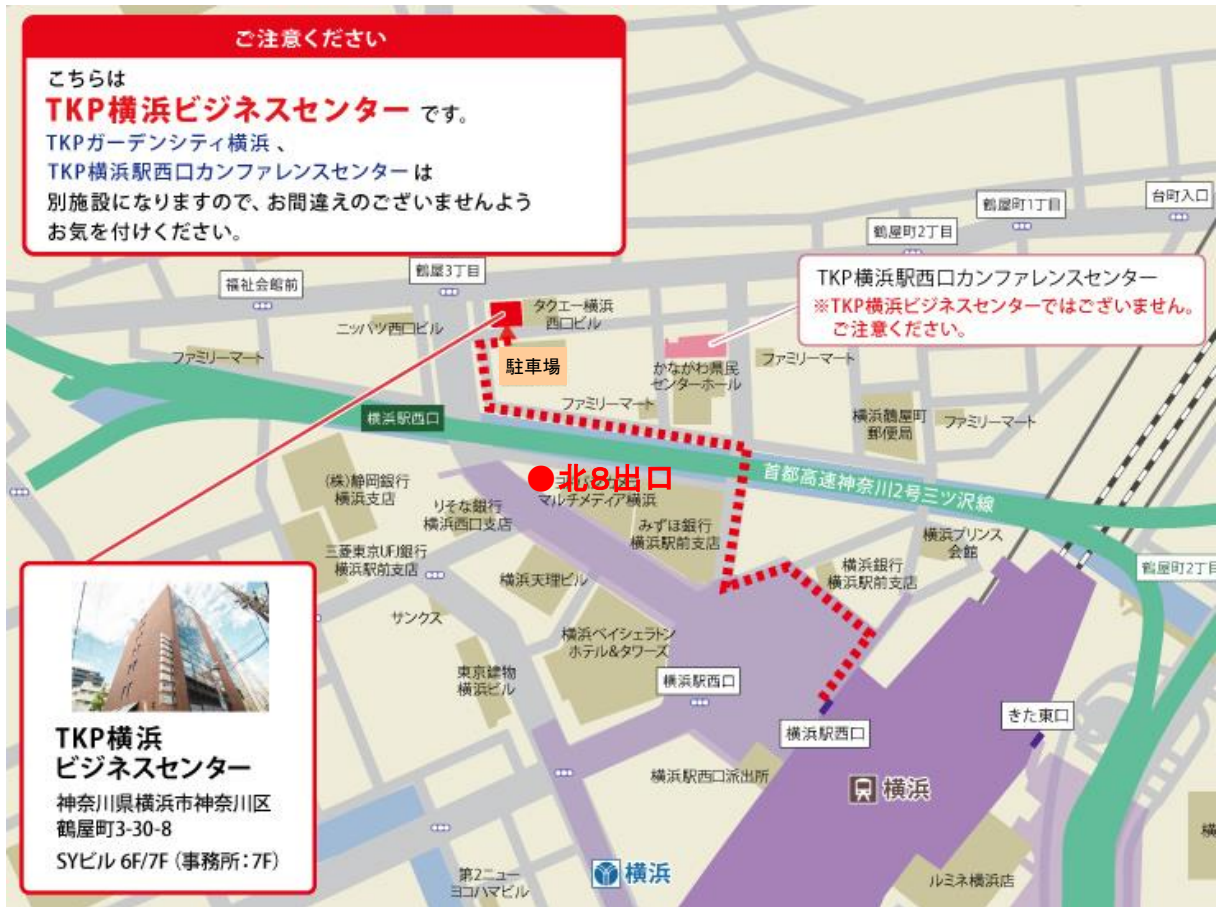 ご注意ください
こちらは
TKP横浜ビジネスセンター です。
TKPガーデンシティ横浜 、
TKP横浜駅西口カンファレンスセンター は
別施設になりますので、お間違えのございませんよう
お気を付けください。
台町入口
鶴屋町1丁目
鶴屋町2丁目
鶴屋3丁目
福祉会館前
TKP横浜駅西口カンファレンスセンター
※TKP横浜ビジネスセンターではございません。
ご注意ください。
タクエー横浜
西口ビル
ニッパツ西口ビル
ファミリーマート
駐車場
かながわ県民
センターホール
ファミリーマート
ファミリーマート
横浜鶴屋町
郵便局
ファミリーマート
横浜駅西口
首都高速神奈川2号三ツ沢線
●北8出口
マルチメディア横浜
(株)静岡銀行
横浜支店
りそな銀行
横浜西口支店
みずほ銀行
横浜駅前支店
横浜プリンス
会館
三菱東京UFJ銀行
横浜駅前支店
横浜天理ビル
横浜銀行
横浜駅前支店
鶴屋町2丁目
サンクス
横浜ベイシェラトン
ホテル&タワーズ
東京建物
横浜ビル
横浜駅西口
横浜駅西口
きた東口
横浜駅西口派出所
横浜
TKP横浜
ビジネスセンター
神奈川県横浜市神奈川区
鶴屋町3-30-8
SYビル 6F/7F (事務所:7F)
横
第2ニュー
ヨコハマビル
横浜
ルミネ横浜店